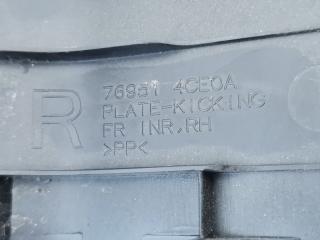 R
76951 4CE0A
PLATE-KICKING
FR INR,RH
>PP<